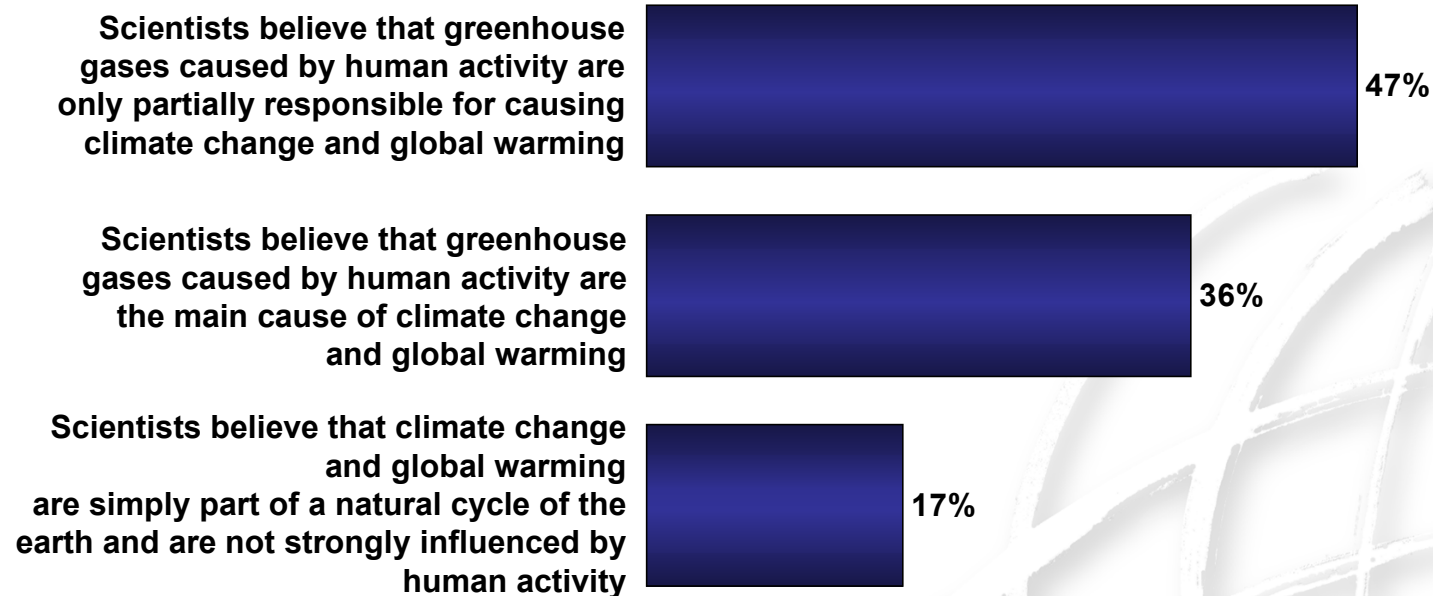 Scientists believe that greenhouse
gases caused by human activity are
only partially responsible for causing
climate change and global warming
47%
Scientists believe that greenhouse
gases caused by human activity are
the main cause of climate change
and global warming
36%
Scientists believe that climate change
and global warming
are simply part of a natural cycle of the
earth and are not strongly influenced by
human activity
17%